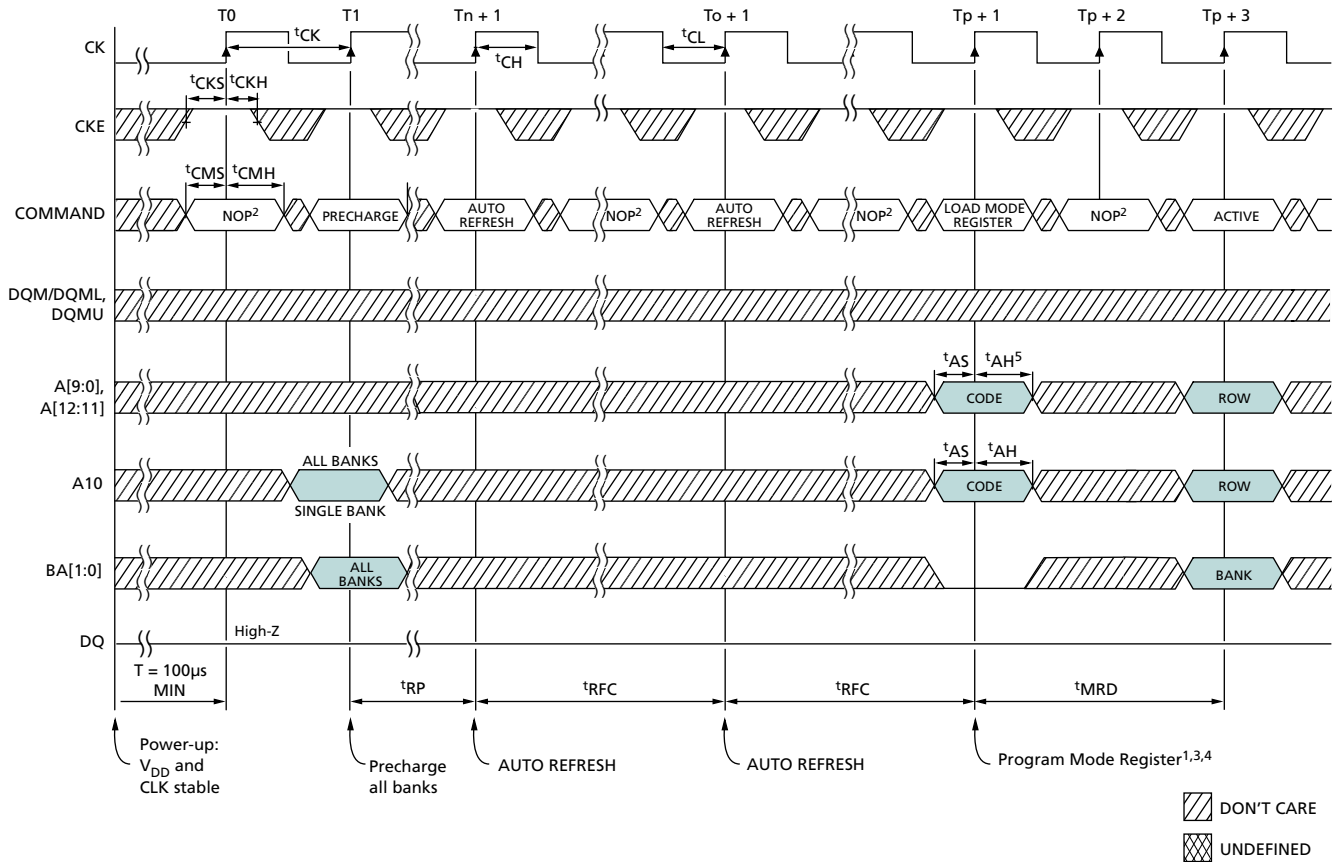 T0 T1 Tn + 1 To + 1 Tp + 1 Tp + 2 Tp + 3
CK
tCK
tCH
tCL
tCKS tCKH
CKE
tCMS tCMH
COMMAND
NOP2 PRECHARGE AUTO REFRESH NOP2 AUTO REFRESH NOP2 LOAD MODE REGISTER NOP2 ACTIVE
DQM/DQML,
DQMU
tAS tAH5
A[9:0],
A[12:11]
CODE ROW
ALL BANKS
tAS tAH
A10
CODE ROW
SINGLE BANK
BA[1:0]
ALL BANKS
BANK
High-Z
DQ
T = 100µs
MIN
tRP tRFC tRFC tMRD
Power-up:
VDD and
CLK stable
Precharge
all banks
AUTO REFRESH
AUTO REFRESH
Program Mode Register1,3,4
DON'T CARE
UNDEFINED